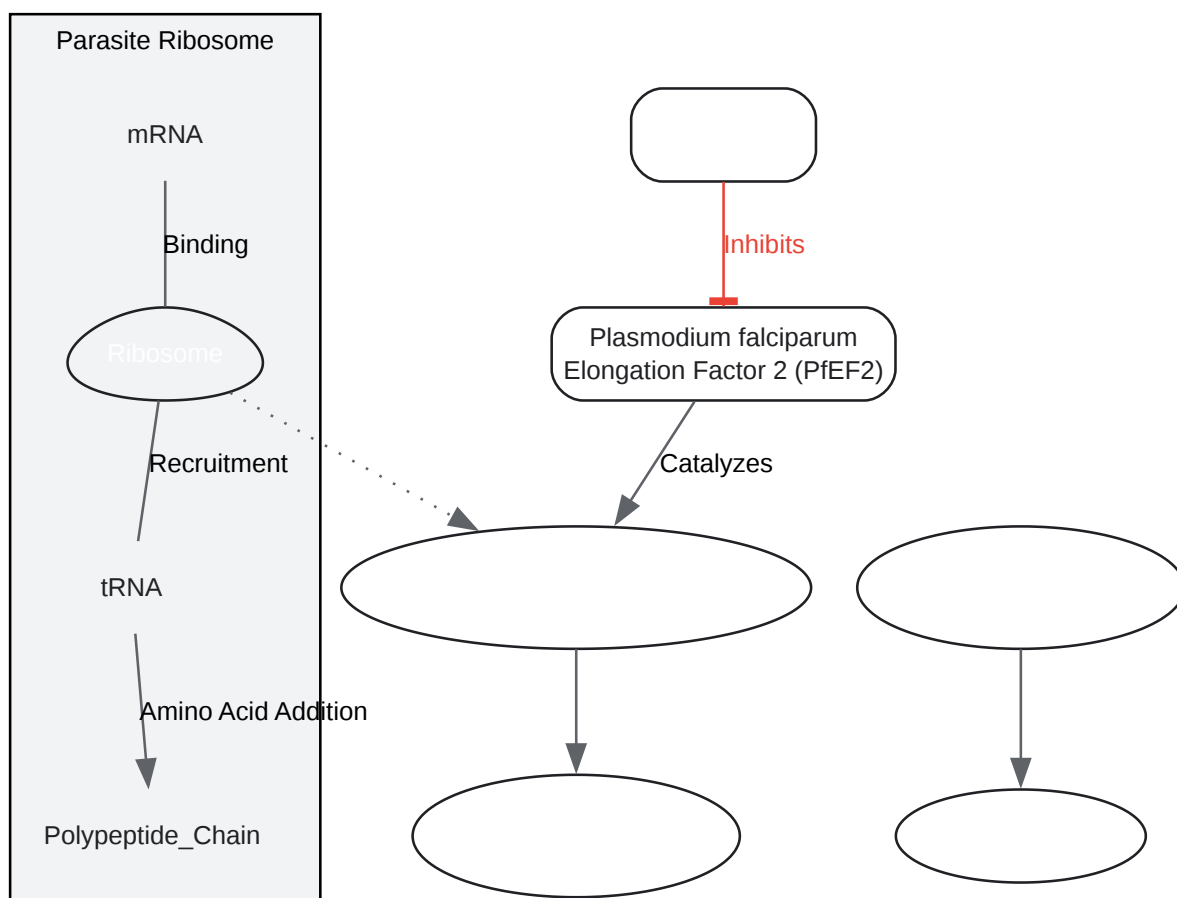 Parasite Ribosome
mRNA
Binding
Ribosome
Recruitment
tRNA
Amino Acid Addition
Polypeptide_Chain
Inhibits
Plasmodium falciparum
Elongation Factor 2 (PfEF2)
Catalyzes